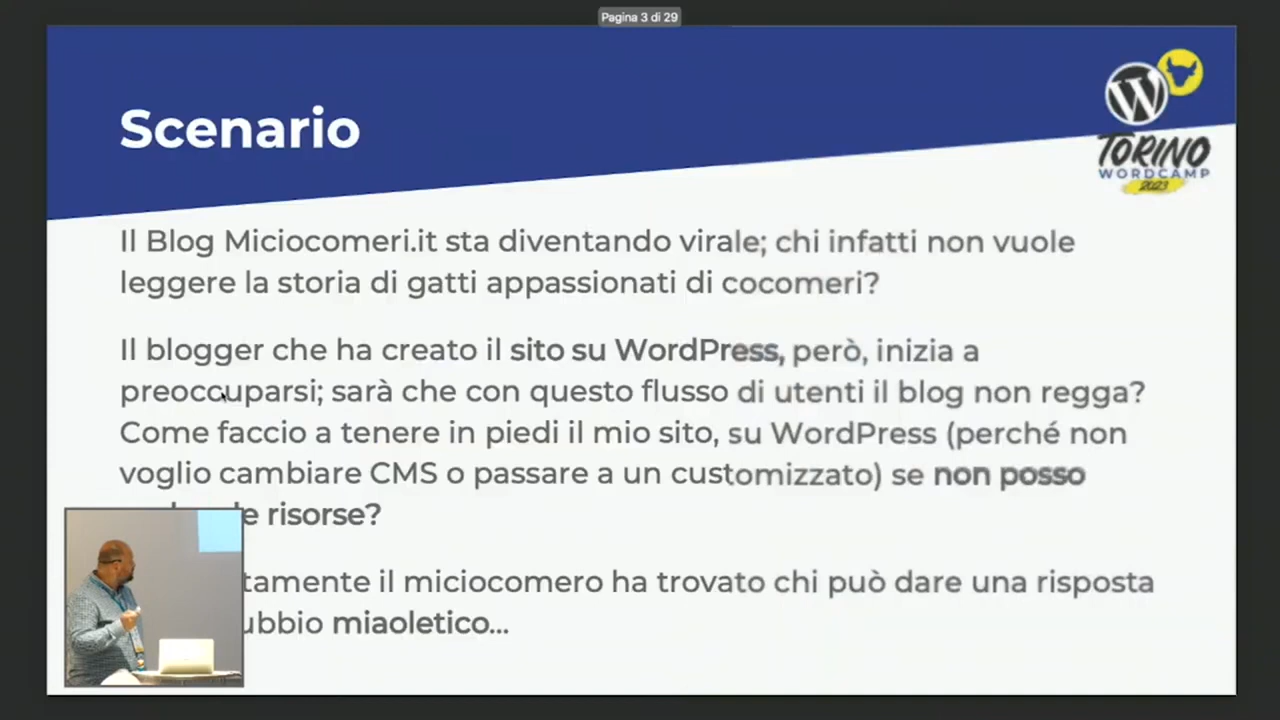 Pagina 3 di 29
Scenario
W
TORINO
WORDCAMP
2023
Il Blog Miciocomeri.it sta diventando virale; chi infatti non vuole
leggere la storia di gatti appassionati di cocomeri?
Il blogger che ha creato il sito su WordPress, però, inizia a
preoccuparsi; sarà che con questo flusso di utenti il blog non regga?
Come faccio a tenere in piedi il mio sito, su WordPress (perché non
voglio cambiare CMS o passare a un customizzato) se non posso
risorse?
tamente il miciocomero ha trovato chi può dare una risposta
ubbio miaoletico...